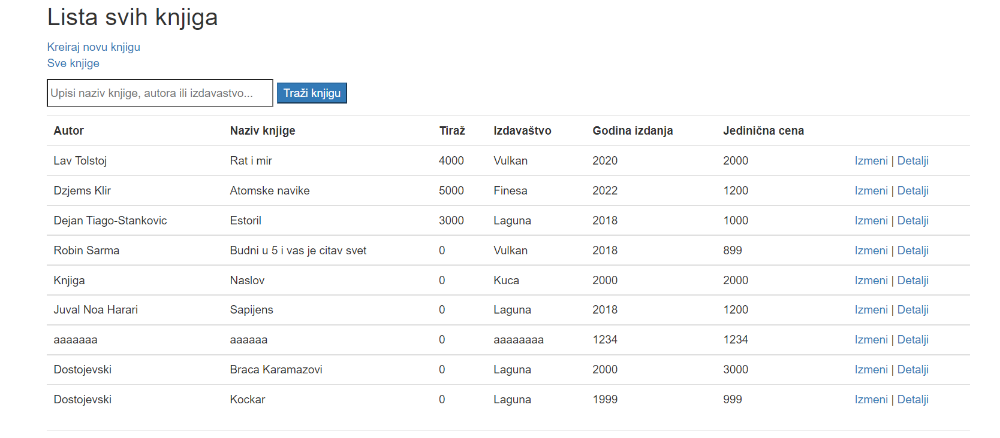 Lista svih knjiga
Kreiraj novu knjigu
Sve knjige
Upisi naziv knjige, autora ili izdavastvo... Traži knjigu
Autor Naziv knjige Tiraž Izdavaštvo Godina izdanja Jedinična cena
Lav Tolstoj Rat i mir 4000 Vulkan 2020 2000 Izmeni | Detalji
Dzjems Klir Atomske navike 5000 Finesa 2022 1200 Izmeni | Detalji
Dejan Tiago-Stankovic Estoril 3000 Laguna 2018 1000 Izmeni | Detalji
Robin Sarma Budni u 5 i vas je citav svet 0 Vulkan 2018 899 Izmeni | Detalji
Knjiga Naslov 0 Kuca 2000 2000 Izmeni | Detalji
Juval Noa Harari Sapijens 0 Laguna 2018 1200 Izmeni | Detalji
aaaaaaa aaaaaa 0 aaaaaaaa 1234 1234 Izmeni | Detalji
Dostojevski Braca Karamazovi 0 Laguna 2000 3000 Izmeni | Detalji
Dostojevski Kockar 0 Laguna 1999 999 Izmeni | Detalji